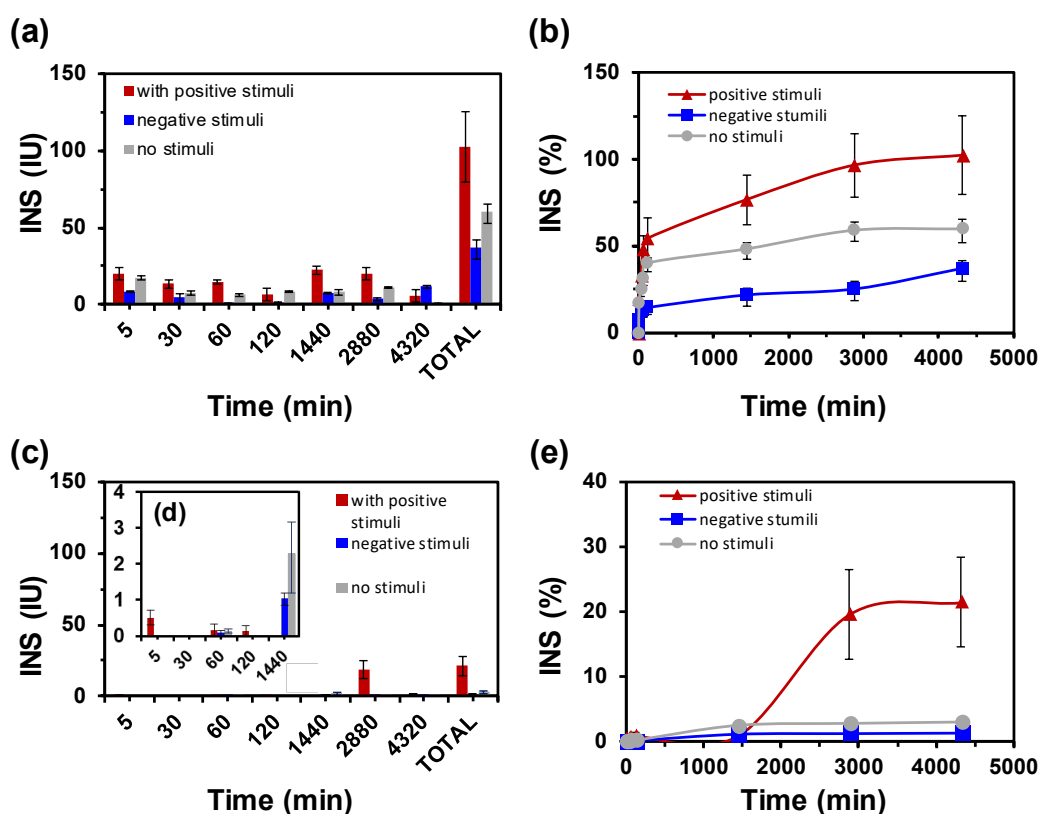 (a)
150
100
50
0
INS (IU)
with positive stimuli
negative stimuli
no stimuli
5
30
60
120
1440
2880
4320
TOTAL
Time (min)
(b)
150
100
50
0
INS (%)
positive stimuli
negative stumili
no stimuli
0
1000
2000
3000
4000
5000
Time (min)
(c)
150
100
50
0
INS (IU)
(d)
4
3
2
1
0
5
30
60
120
1440
with positive
stimuli
negative stimuli
no stimuli
5
30
60
120
1440
2880
4320
TOTAL
Time (min)
(e)
40
30
20
10
0
INS (%)
positive stimuli
negative stumili
no stimuli
0
1000
2000
3000
4000
5000
Time (min)